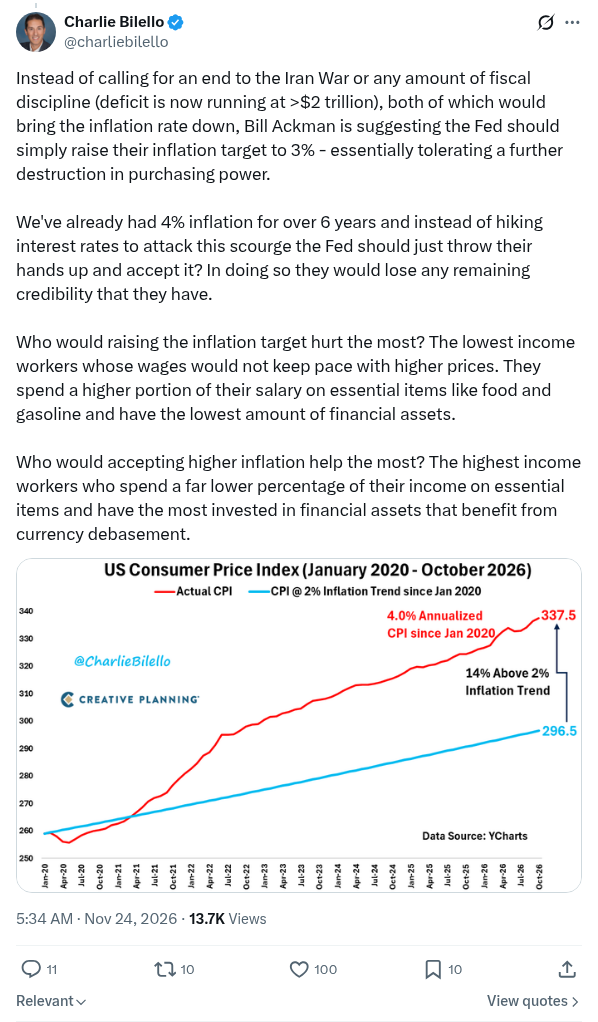 Charlie Bilello
@charliebilello
Instead of calling for an end to the Iran War or any amount of fiscal
discipline (deficit is now running at >$2 trillion), both of which would
bring the inflation rate down, Bill Ackman is suggesting the Fed should
simply raise their inflation target to 3% - essentially tolerating a further
destruction in purchasing power.
We've already had 4% inflation for over 6 years and instead of hiking
interest rates to attack this scourge the Fed should just throw their
hands up and accept it? In doing so they would lose any remaining
credibility that they have.
Who would raising the inflation target hurt the most? The lowest income
workers whose wages would not keep pace with higher prices. They
spend a higher portion of their salary on essential items like food and
gasoline and have the lowest amount of financial assets.
Who would accepting higher inflation help the most? The highest income
workers who spend a far lower percentage of their income on essential
items and have the most invested in financial assets that benefit from
currency debasement.
US Consumer Price Index (January 2020 - October 2026)
Actual CPI
CPI @ 2% Inflation Trend since Jan 2020
340
330
320
310
300
290
280
270
260
250
4.0% Annualized
CPI since Jan 2020
337.5
@CharlieBilello
CREATIVE PLANNING
14% Above 2%
Inflation Trend
296.5
Data Source: YCharts
Jan-20
Apr-20
Jul-20
Oct-20
Jan-21
Apr-21
Jul-21
Oct-21
Jan-22
Apr-22
Jul-22
Oct-22
Jan-23
Apr-23
Jul-23
Oct-23
Jan-24
Apr-24
Jul-24
Oct-24
Jan-25
Apr-25
Jul-25
Oct-25
Jan-26
Apr-26
Jul-26
Oct-26
5:34 AM · Nov 24, 2026 · 13.7K Views
11
10
100
10
Relevant
View quotes